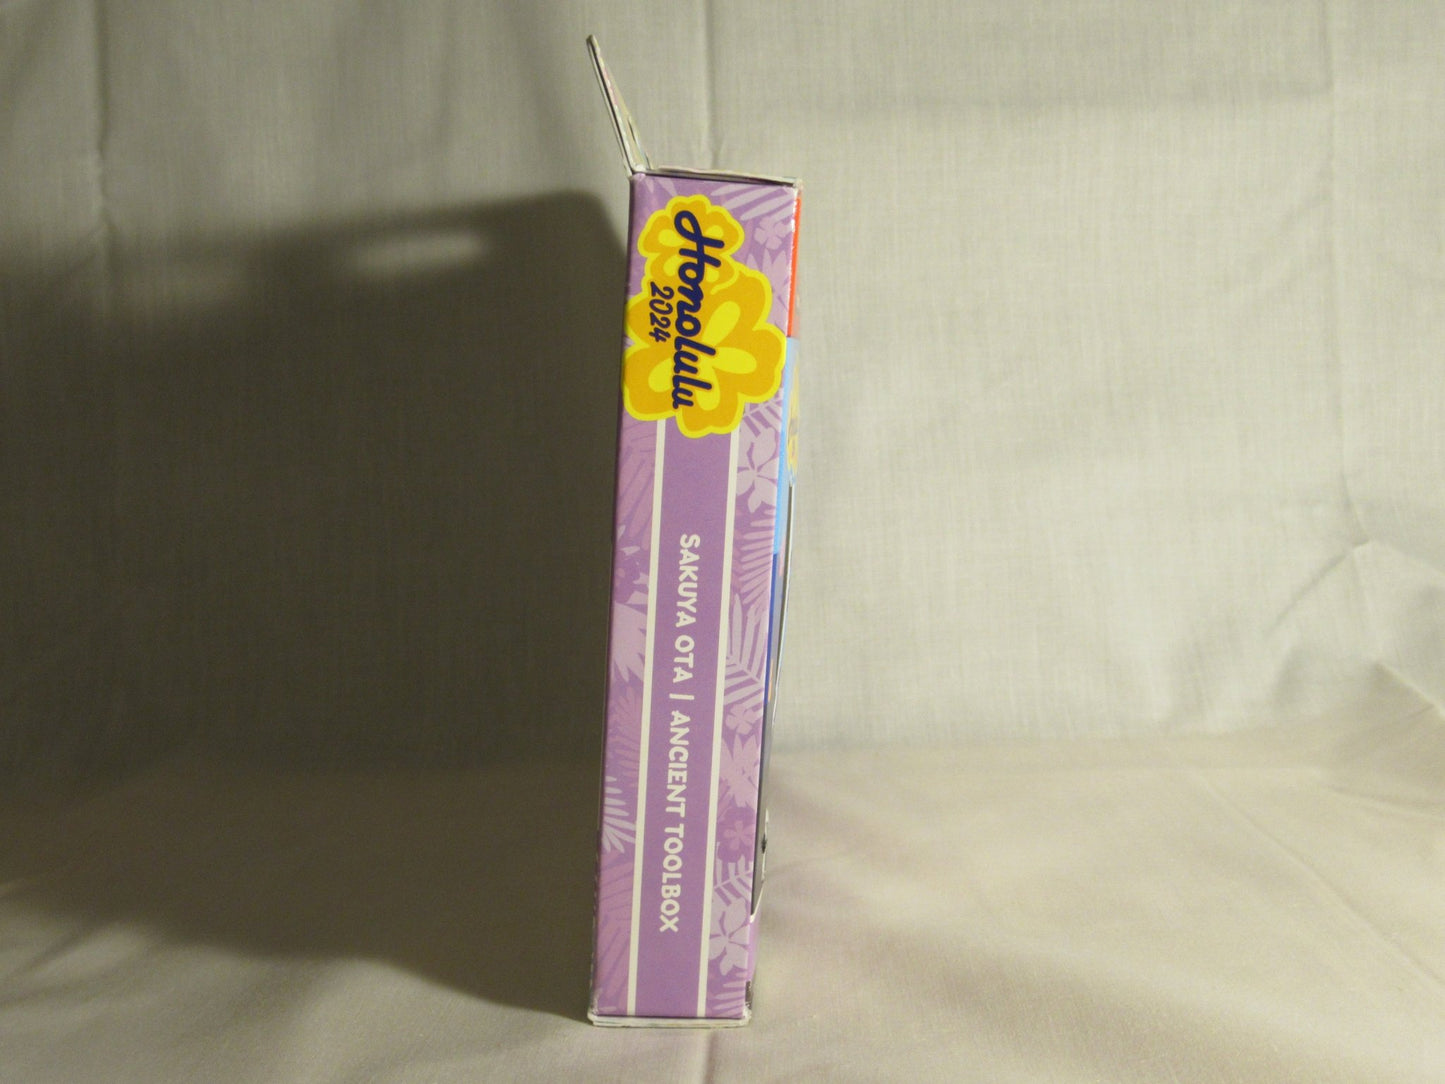 Honolulu
2024
SAKUYA OTA | ANCIENT TOOLBOX